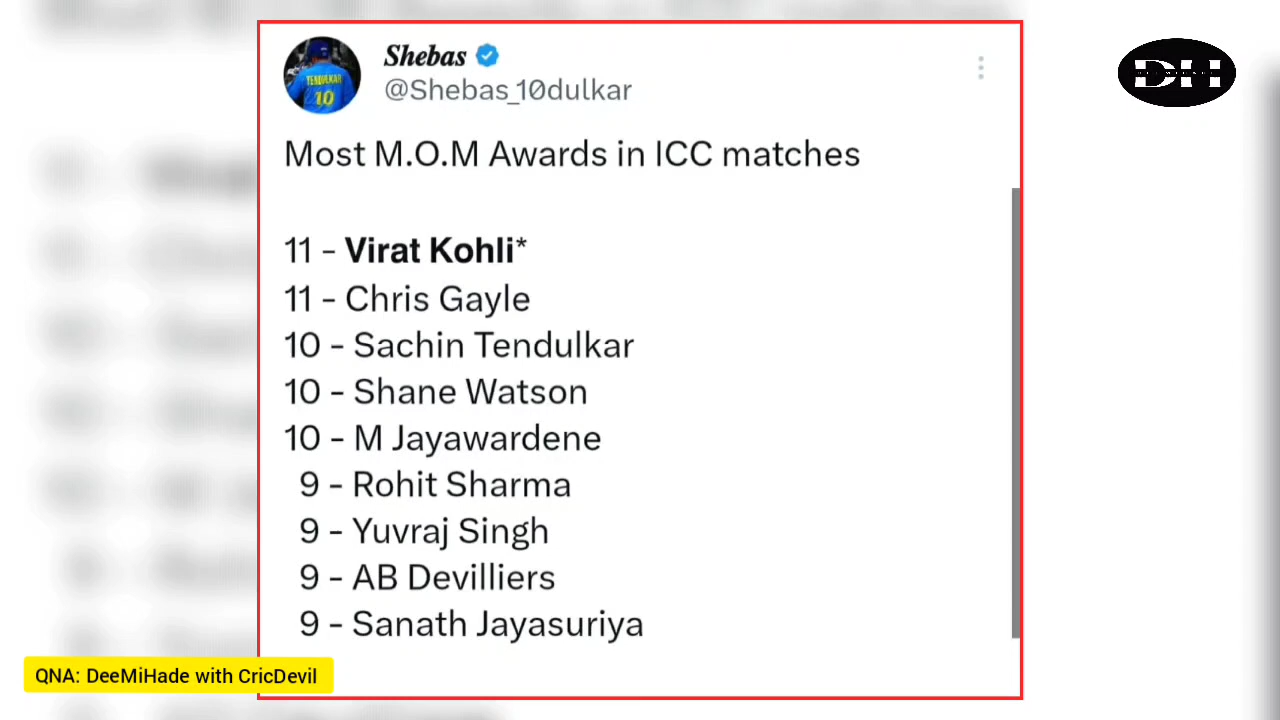 Shebas
@Shebas_10dulkar
DH
TENDULKAR
10
Most M.O.M Awards in ICC matches
11 - Virat Kohli*
11 - Chris Gayle
10 - Sachin Tendulkar
10 - Shane Watson
10 - M Jayawardene
9 - Rohit Sharma
9 - Yuvraj Singh
9 - AB Devilliers
9 - Sanath Jayasuriya
QNA: DeeMiHade with CricDevil